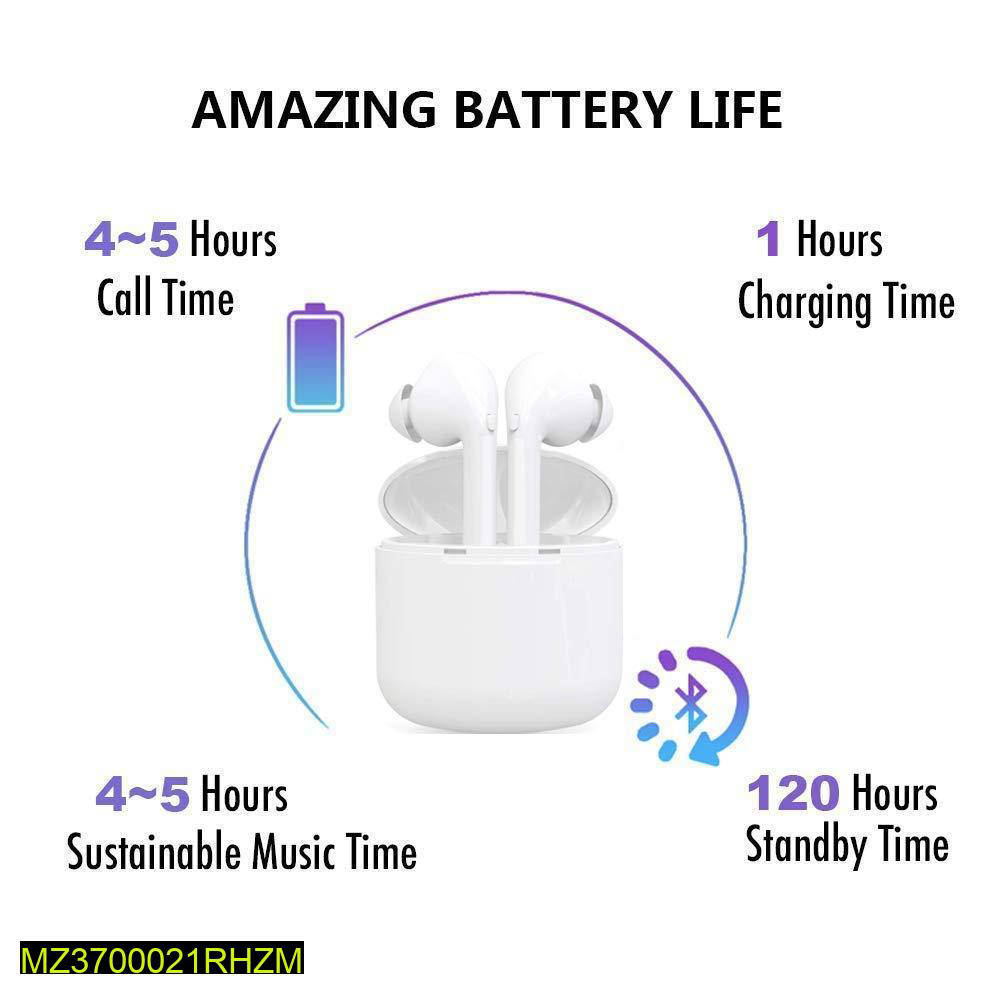 AMAZING BATTERY LIFE
4~5 Hours
Call Time
1 Hours
Charging Time
4~5 Hours
Sustainable Music Time
120 Hours
Standby Time
MZ3700021RHZM